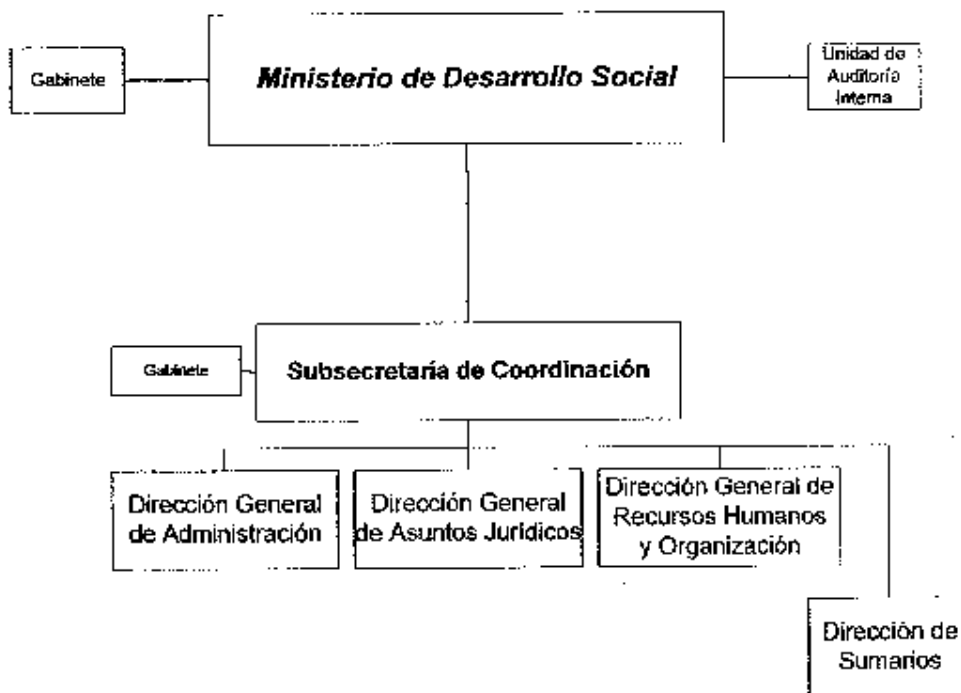 Gabinete
Ministerio de Desarrollo Social
Unidad de
Auditoría
Interna
Gabinete
Subsecretaría de Coordinación
Dirección General
de Administración
Dirección General
de Asuntos Jurídicos
Dirección General de
Recursos Humanos
y Organización
Dirección de
Sumarios